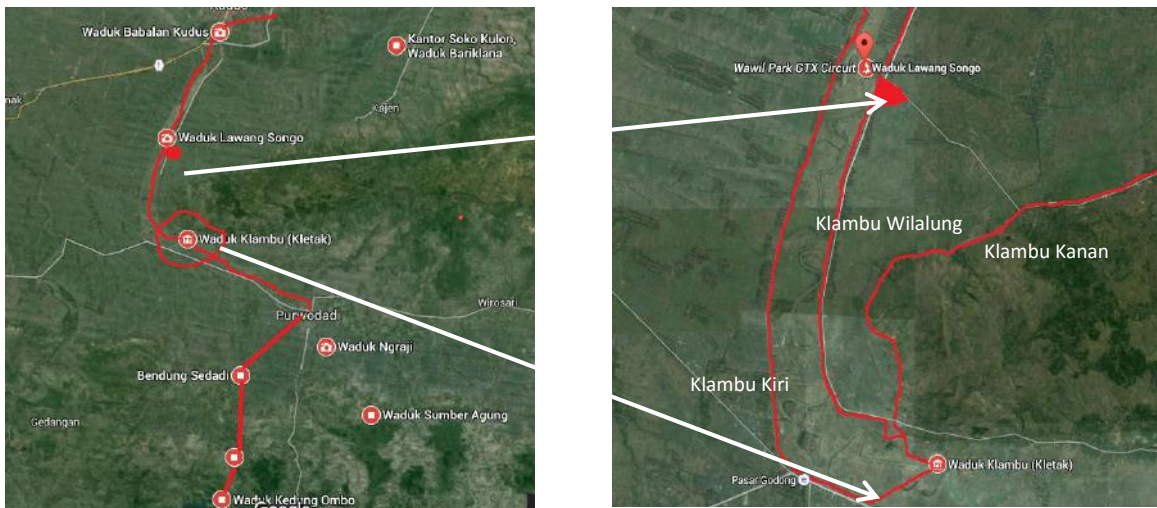 Waduk Babalan Kudus
Kantor Soko Kulon,
Waduk Bariklana
Kajen
Waduk Lawang Songo
Waduk Klambu (Kletak)
Wirosari
Purwodadi
Waduk Ngraji
Bendung Sedadi
Waduk Sumber Agung
Gedangan
Waduk Kedung Ombo
Wawil Park GTX Circuit
Waduk Lawang Songo
Klambu Wilalung
Klambu Kanan
Klambu Kiri
Waduk Klambu (Kletak)
Pasar Godong